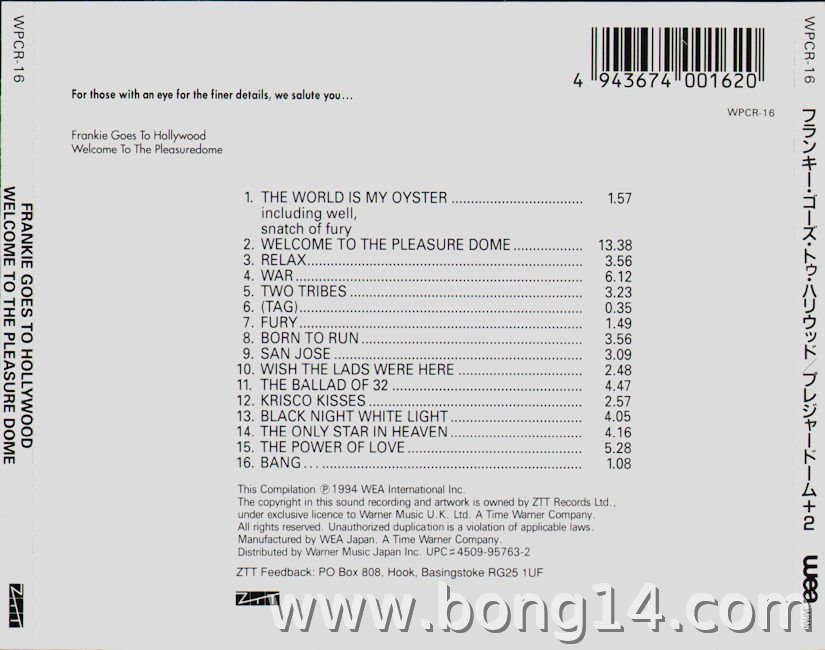 WPCR-16
FRANKIE GOES TO HOLLYWOOD
WELCOME TO THE PLEASURE DOME
ZTT
For those with an eye for the finer details, we salute you...
Frankie Goes To Hollywood
Welcome To The Pleasuredome
4 943674 001620
WPCR-16
1. THE WORLD IS MY OYSTER 1.57
including well,
snatch of fury
2. WELCOME TO THE PLEASURE DOME 13.38
3. RELAX 3.56
4. WAR 6.12
5. TWO TRIBES 3.23
6. (TAG) 0.35
7. FURY 1.49
8. BORN TO RUN 3.56
9. SAN JOSE 3.09
10. WISH THE LADS WERE HERE 2.48
11. THE BALLAD OF 32 4.47
12. KRISCO KISSES 2.57
13. BLACK NIGHT WHITE LIGHT 4.05
14. THE ONLY STAR IN HEAVEN 4.16
15. THE POWER OF LOVE 5.28
16. BANG... 1.08
This Compilation ℗ 1994 WEA International Inc.
The copyright in this sound recording and artwork is owned by ZTT Records Ltd.,
under exclusive licence to Warner Music U.K. Ltd. A Time Warner Company.
All rights reserved. Unauthorized duplication is a violation of applicable laws.
Manufactured by WEA Japan. A Time Warner Company.
Distributed by Warner Music Japan Inc. UPC#4509-95763-2
ZTT Feedback: PO Box 808, Hook, Basingstoke RG25 1UF
ZTT
www.bong14.com
WPCR-16
フランキー・ゴーズ・トゥ・ハリウッド/プレジャードーム+2
wea
JAPAN